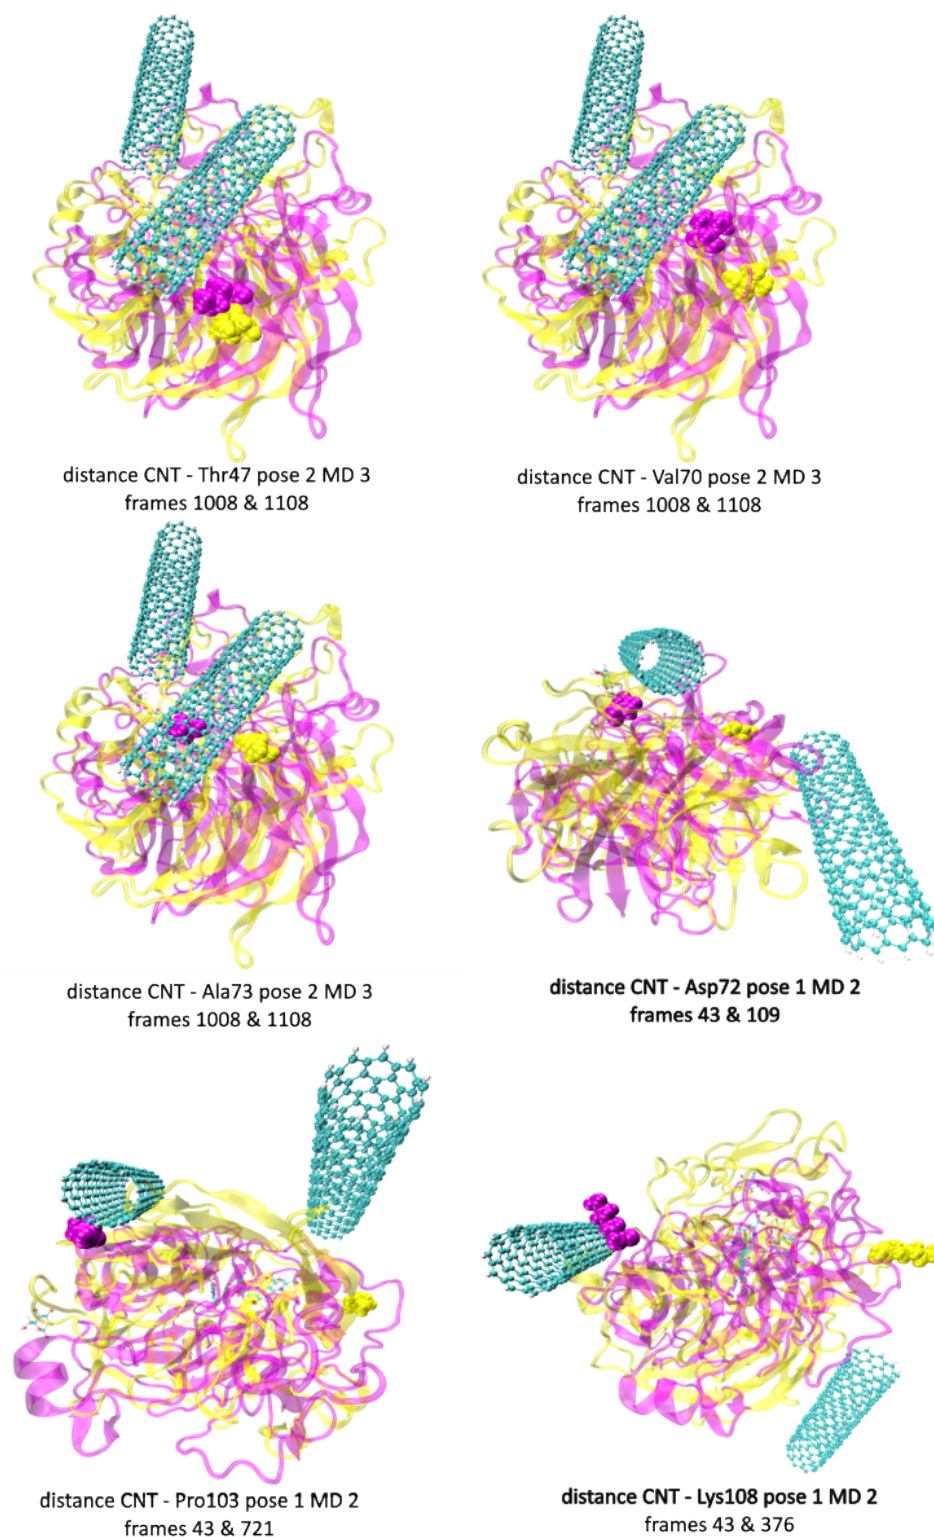 distance CNT - Thr47 pose 2 MD 3
frames 1008 & 1108
distance CNT - Val70 pose 2 MD 3
frames 1008 & 1108
distance CNT - Ala73 pose 2 MD 3
frames 1008 & 1108
distance CNT - Asp72 pose 1 MD 2
frames 43 & 109
distance CNT - Pro103 pose 1 MD 2
frames 43 & 721
distance CNT - Lys108 pose 1 MD 2
frames 43 & 376